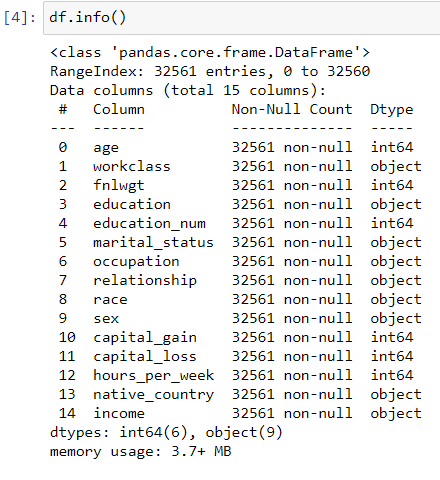 [4]: df.info()
<class 'pandas.core.frame.DataFrame'>
RangeIndex: 32561 entries, 0 to 32560
Data columns (total 15 columns):
 #   Column          Non-Null Count  Dtype
---  ------          --------------  -----
 0   age             32561 non-null  int64
 1   workclass       32561 non-null  object
 2   fnlwgt          32561 non-null  int64
 3   education       32561 non-null  object
 4   education_num   32561 non-null  int64
 5   marital_status  32561 non-null  object
 6   occupation      32561 non-null  object
 7   relationship    32561 non-null  object
 8   race            32561 non-null  object
 9   sex             32561 non-null  object
 10  capital_gain    32561 non-null  int64
 11  capital_loss    32561 non-null  int64
 12  hours_per_week  32561 non-null  int64
 13  native_country  32561 non-null  object
 14  income          32561 non-null  object
dtypes: int64(6), object(9)
memory usage: 3.7+ MB